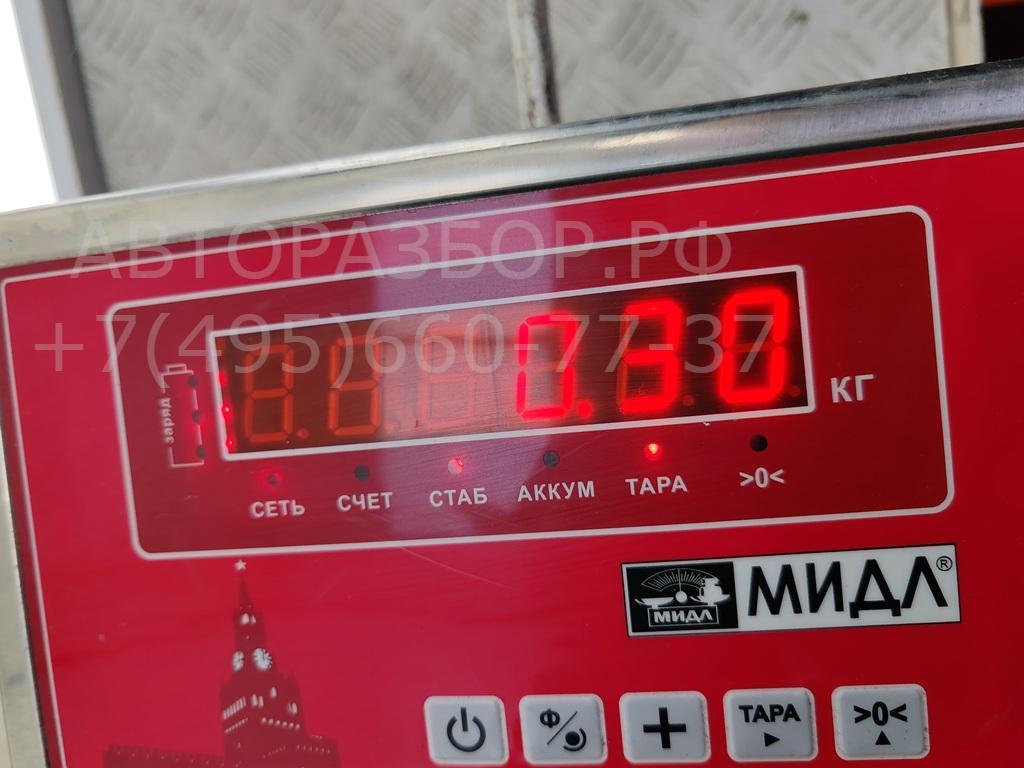 АВТОРАЗБОР.РФ
+7(495)660-77-37
0.30
КГ
заряд
СЕТЬ СЧЕТ СТАБ АККУМ ТАРА >0<
МИДЛ МИДЛ®
Ф ТАРА >0<